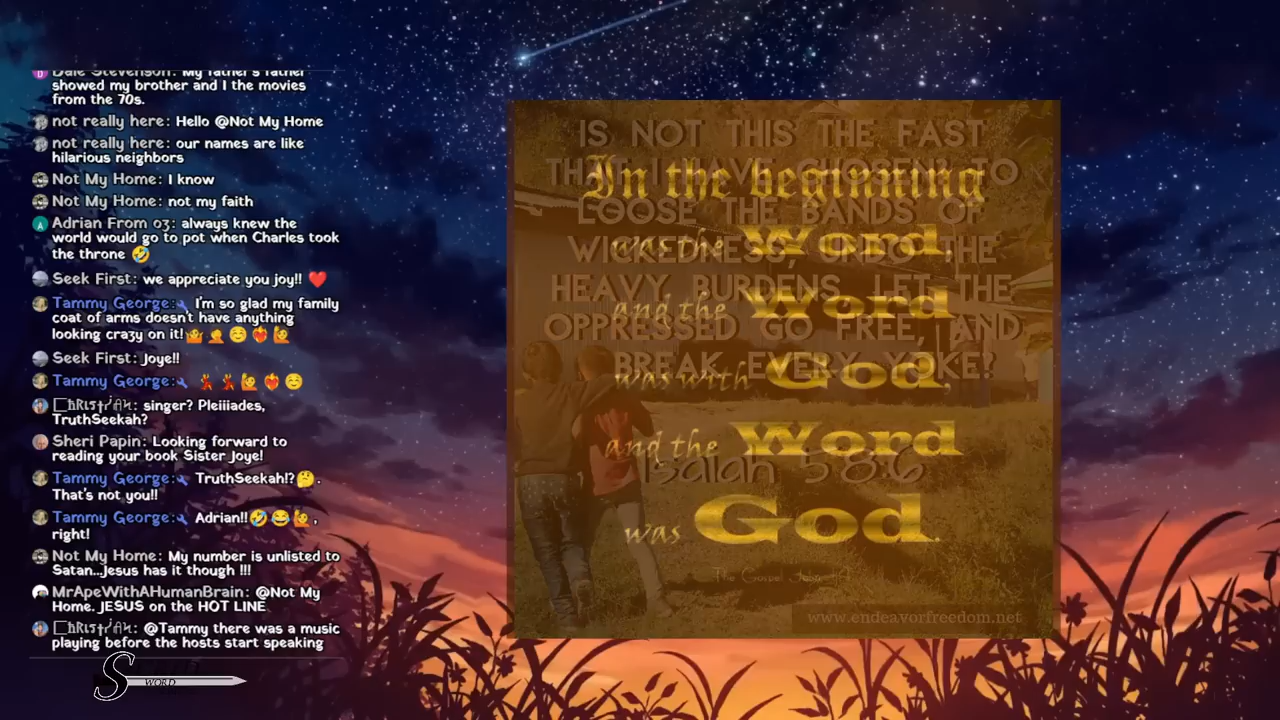 Dale Stevenson: My father's father
showed my brother and I the movies
from the 70s.
not really here: Hello @Not My Home
not really here: our names are like
hilarious neighbors
Not My Home: I know
Not My Home: not my faith
Adrian From o3: always knew the
world would go to pot when Charles took
the throne 🤣
Seek First: we appreciate you joy!! ❤️
Tammy George: I'm so glad my family
coat of arms doesn't have anything
looking crazy on it!
Seek First: Joye!!
Tammy George:
singer? Pleiiiades,
TruthSeekah?
Sheri Papin: Looking forward to
reading your book Sister Joye!
Tammy George: TruthSeekah!?🤔.
That's not you!!
Tammy George: Adrian!!🤣😂🙋,
right!
Not My Home: My number is unlisted to
Satan...Jesus has it though !!!
MrApeWithAHumanBrain: @Not My
Home. JESUS on the HOT LINE
@Tammy there was a music
playing before the hosts start speaking
SWORD
IS NOT THIS THE FAST
THAT I HAVE CHOSEN? TO
LOOSE THE BANDS OF
WICKEDNESS, UNDO THE
HEAVY BURDENS, LET THE
OPPRESSED GO FREE, AND
BREAK EVERY YOKE?
Isaiah 58:6
In the beginning
was the Word,
and the Word
was with God,
and the Word
was God.
The Gospel
www.endeavorfreedom.net